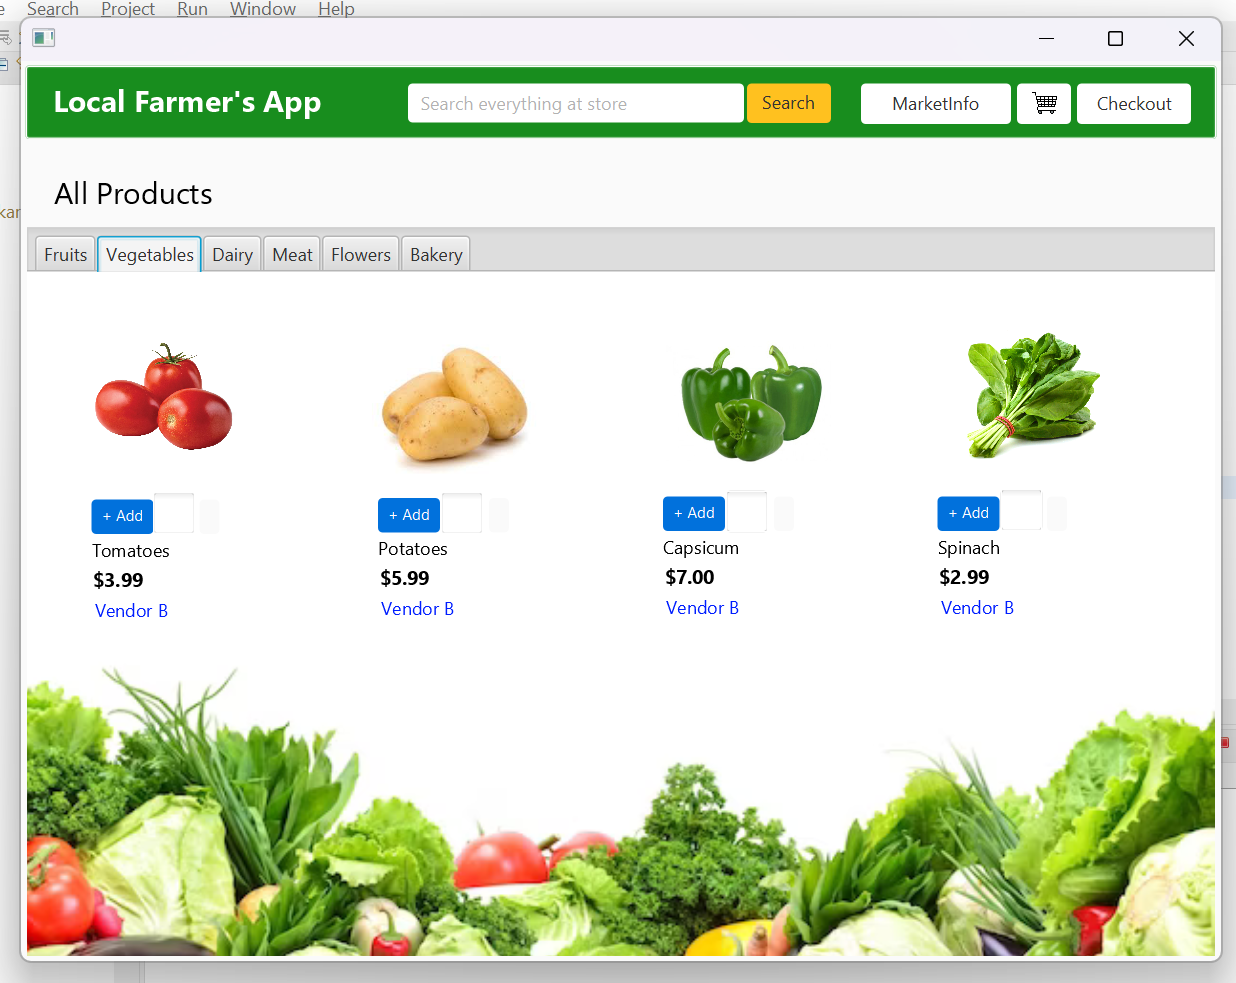 Search Project Run Window Help
Local Farmer's App Search everything at store Search MarketInfo Checkout
All Products
Fruits Vegetables Dairy Meat Flowers Bakery
+ Add + Add + Add + Add
Tomatoes Potatoes Capsicum Spinach
$3.99 $5.99 $7.00 $2.99
Vendor B Vendor B Vendor B Vendor B